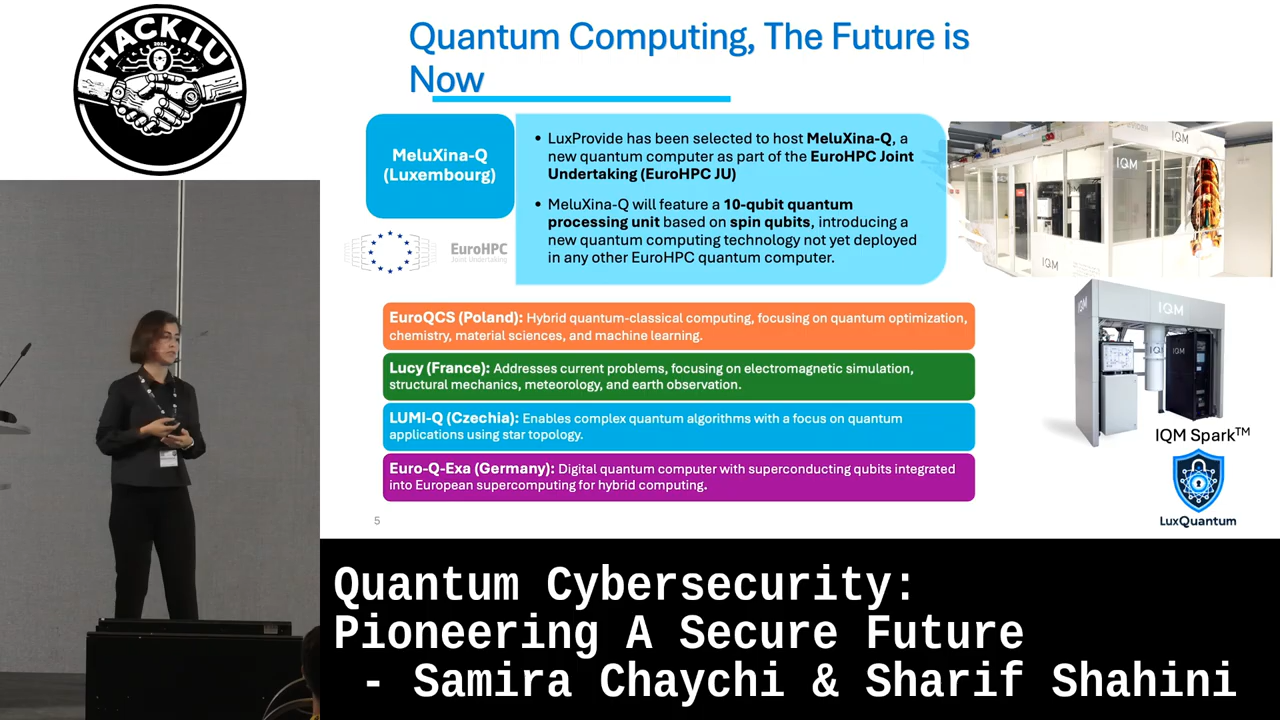 HACK.LU
2024
Quantum Computing, The Future is
Now
MeluXina-Q
(Luxembourg)
• LuxProvide has been selected to host MeluXina-Q, a
new quantum computer as part of the EuroHPC Joint
Undertaking (EuroHPC JU)
• MeluXina-Q will feature a 10-qubit quantum
processing unit based on spin qubits, introducing a
new quantum computing technology not yet deployed
in any other EuroHPC quantum computer.
EuroHPC
Joint Undertaking
IQM
IQM
IQM
EuroQCS (Poland): Hybrid quantum-classical computing, focusing on quantum optimization,
chemistry, material sciences, and machine learning.
Lucy (France): Addresses current problems, focusing on electromagnetic simulation,
structural mechanics, meteorology, and earth observation.
LUMI-Q (Czechia): Enables complex quantum algorithms with a focus on quantum
applications using star topology.
Euro-Q-Exa (Germany): Digital quantum computer with superconducting qubits integrated
into European supercomputing for hybrid computing.
IQM
IQM
IQM
IQM Spark™
LuxQuantum
5
Quantum Cybersecurity:
Pioneering A Secure Future
- Samira Chaychi & Sharif Shahini